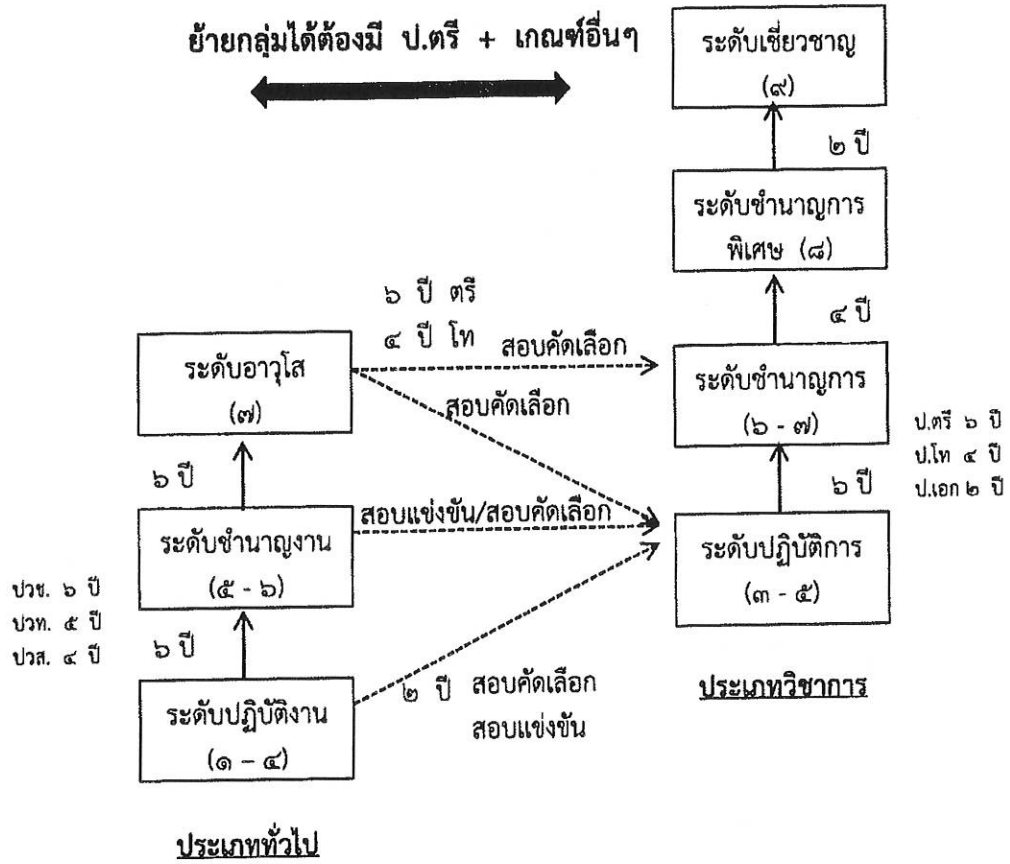 ย้ายกลุ่มได้ต้องมี ป.ตรี + เกณฑ์อื่นๆ
ระดับเชี่ยวชาญ
(๙)
๒ ปี
ระดับชำนาญการ
พิเศษ (๘)
๔ ปี
๖ ปี ตรี
๔ ปี โท
สอบคัดเลือก
สอบคัดเลือก
ระดับอาวุโส
(๗)
ระดับชำนาญการ
(๖ - ๗)
ป.ตรี ๖ ปี
ป.โท ๔ ปี
ป.เอก ๒ ปี
๖ ปี
๖ ปี
สอบแข่งขัน/สอบคัดเลือก
ระดับชำนาญงาน
(๕ - ๖)
ระดับปฏิบัติการ
(๓ - ๕)
ปวช. ๖ ปี
ปวท. ๕ ปี
ปวส. ๔ ปี
๖ ปี
๒ ปี สอบคัดเลือก
สอบแข่งขัน
ประเภทวิชาการ
ระดับปฏิบัติงาน
(๑ – ๔)
ประเภททั่วไป